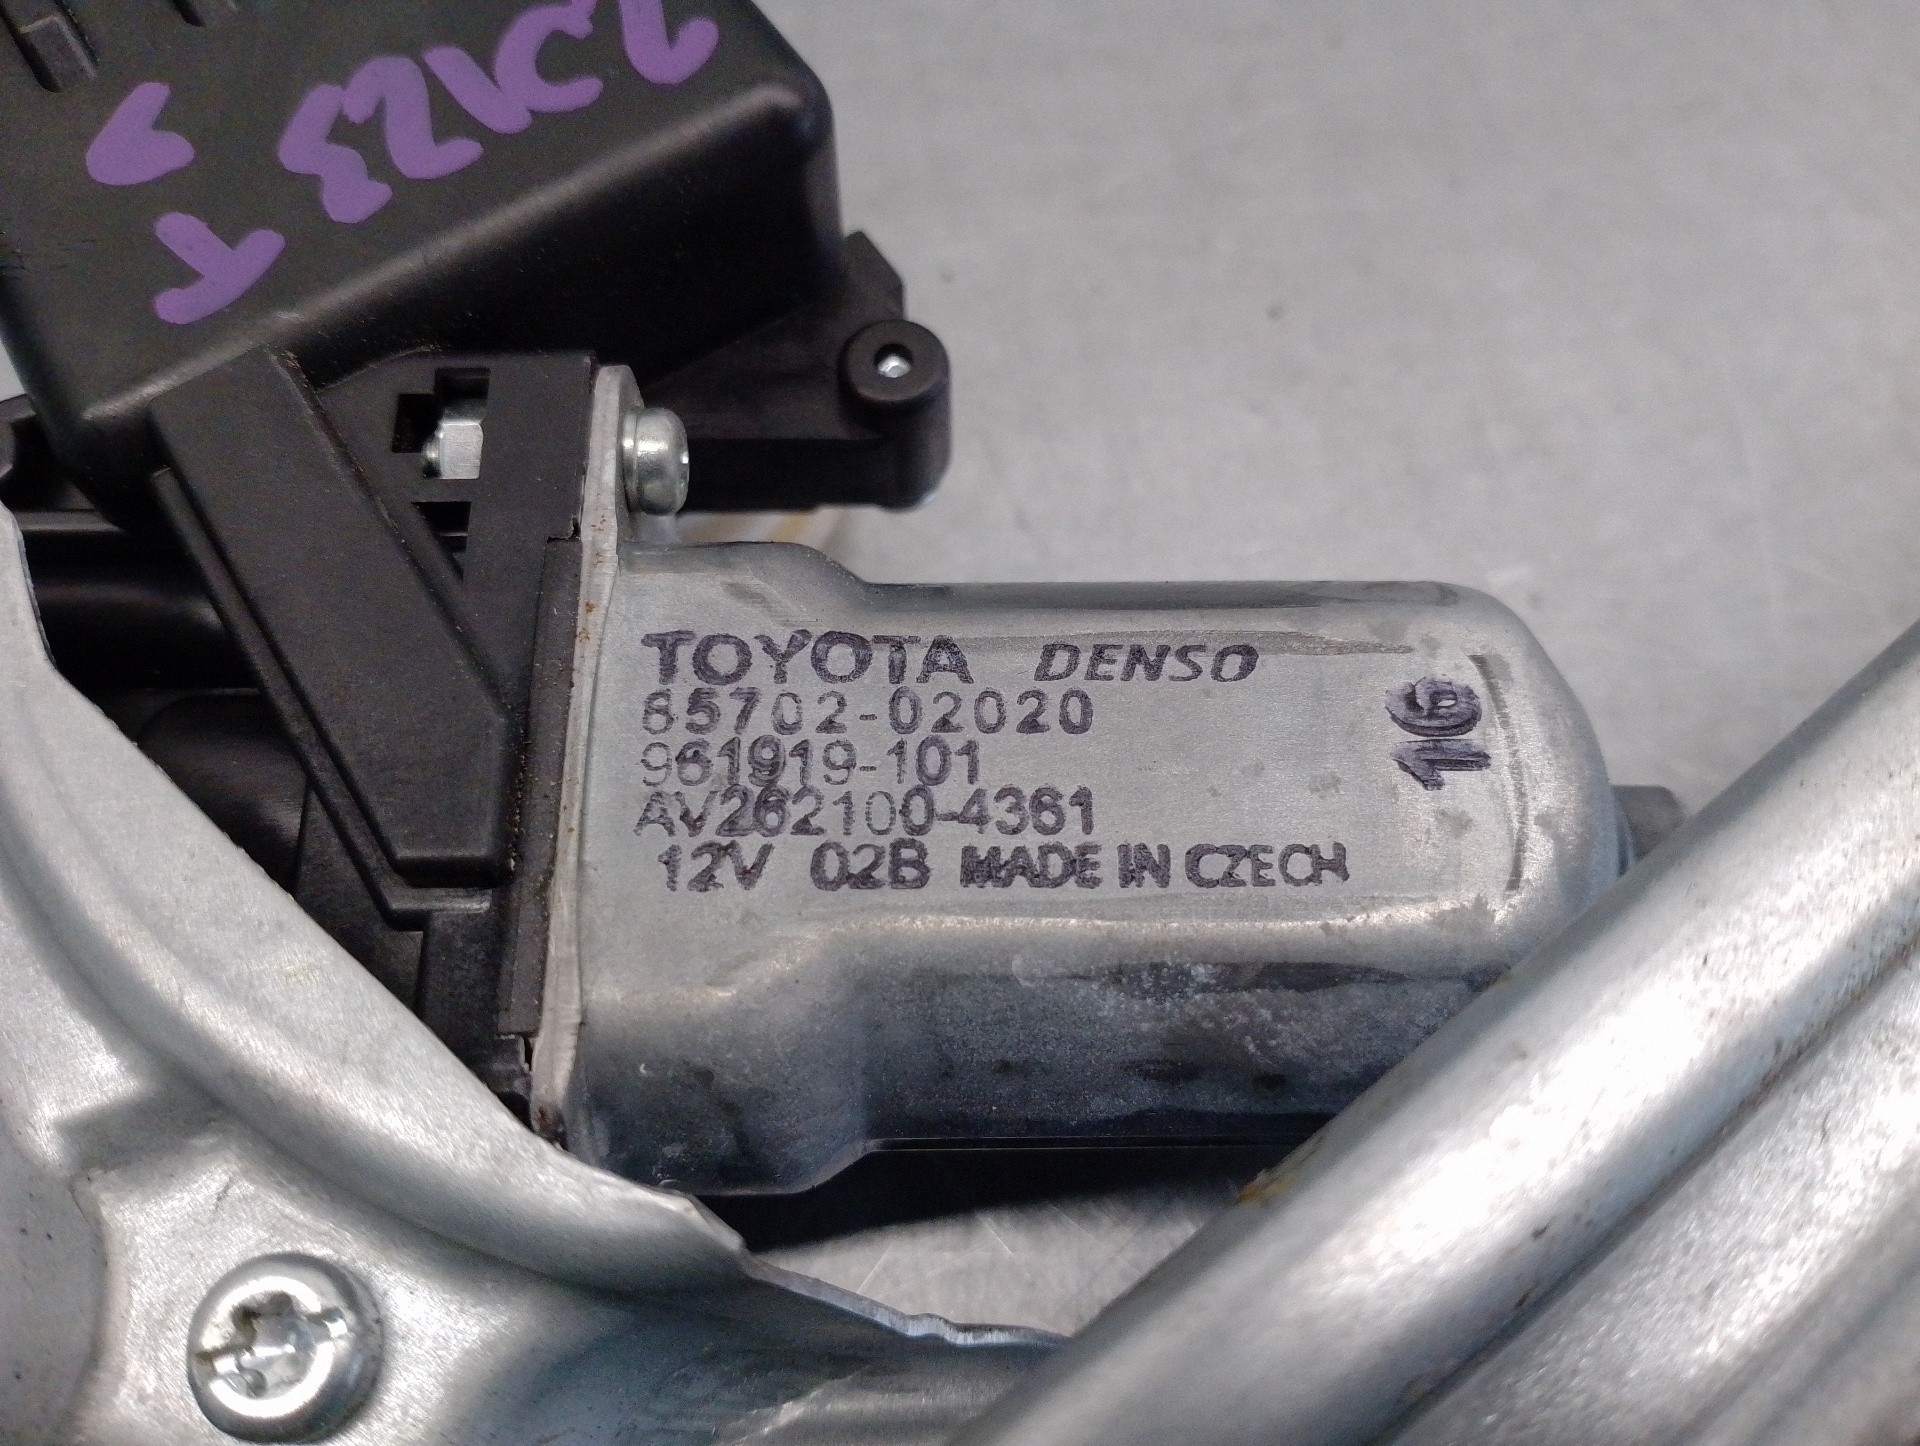 TOYOTA DENSO
85702-02020
961919-101
AV262100-4361
12V 02B MADE IN CZECH
16